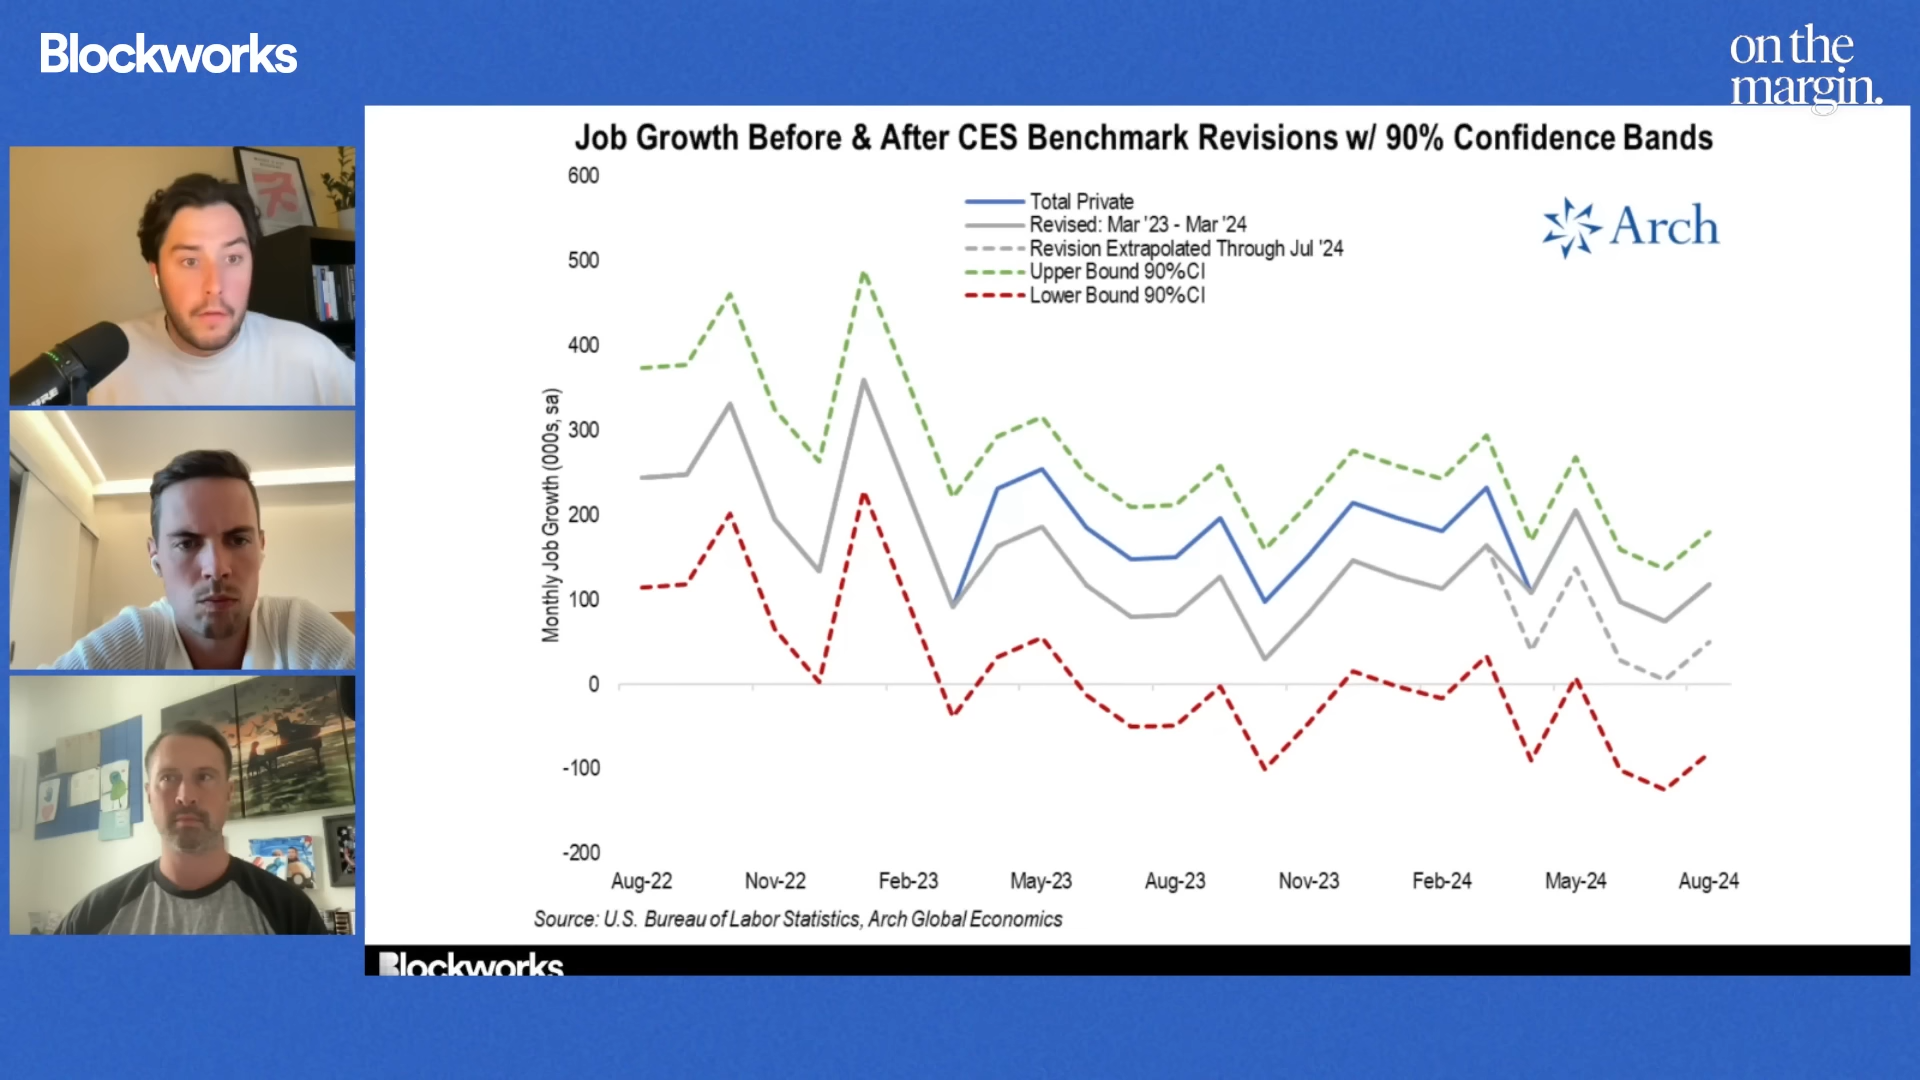 Blockworks
on the
margin.
Job Growth Before & After CES Benchmark Revisions w/ 90% Confidence Bands
600
500
400
300
200
100
0
-100
-200
Monthly Job Growth (000s, sa)
Total Private
Revised: Mar '23 - Mar '24
Revision Extrapolated Through Jul '24
Upper Bound 90%CI
Lower Bound 90%CI
Arch
Aug-22 Nov-22 Feb-23 May-23 Aug-23 Nov-23 Feb-24 May-24 Aug-24
Source: U.S. Bureau of Labor Statistics, Arch Global Economics
Blockworks